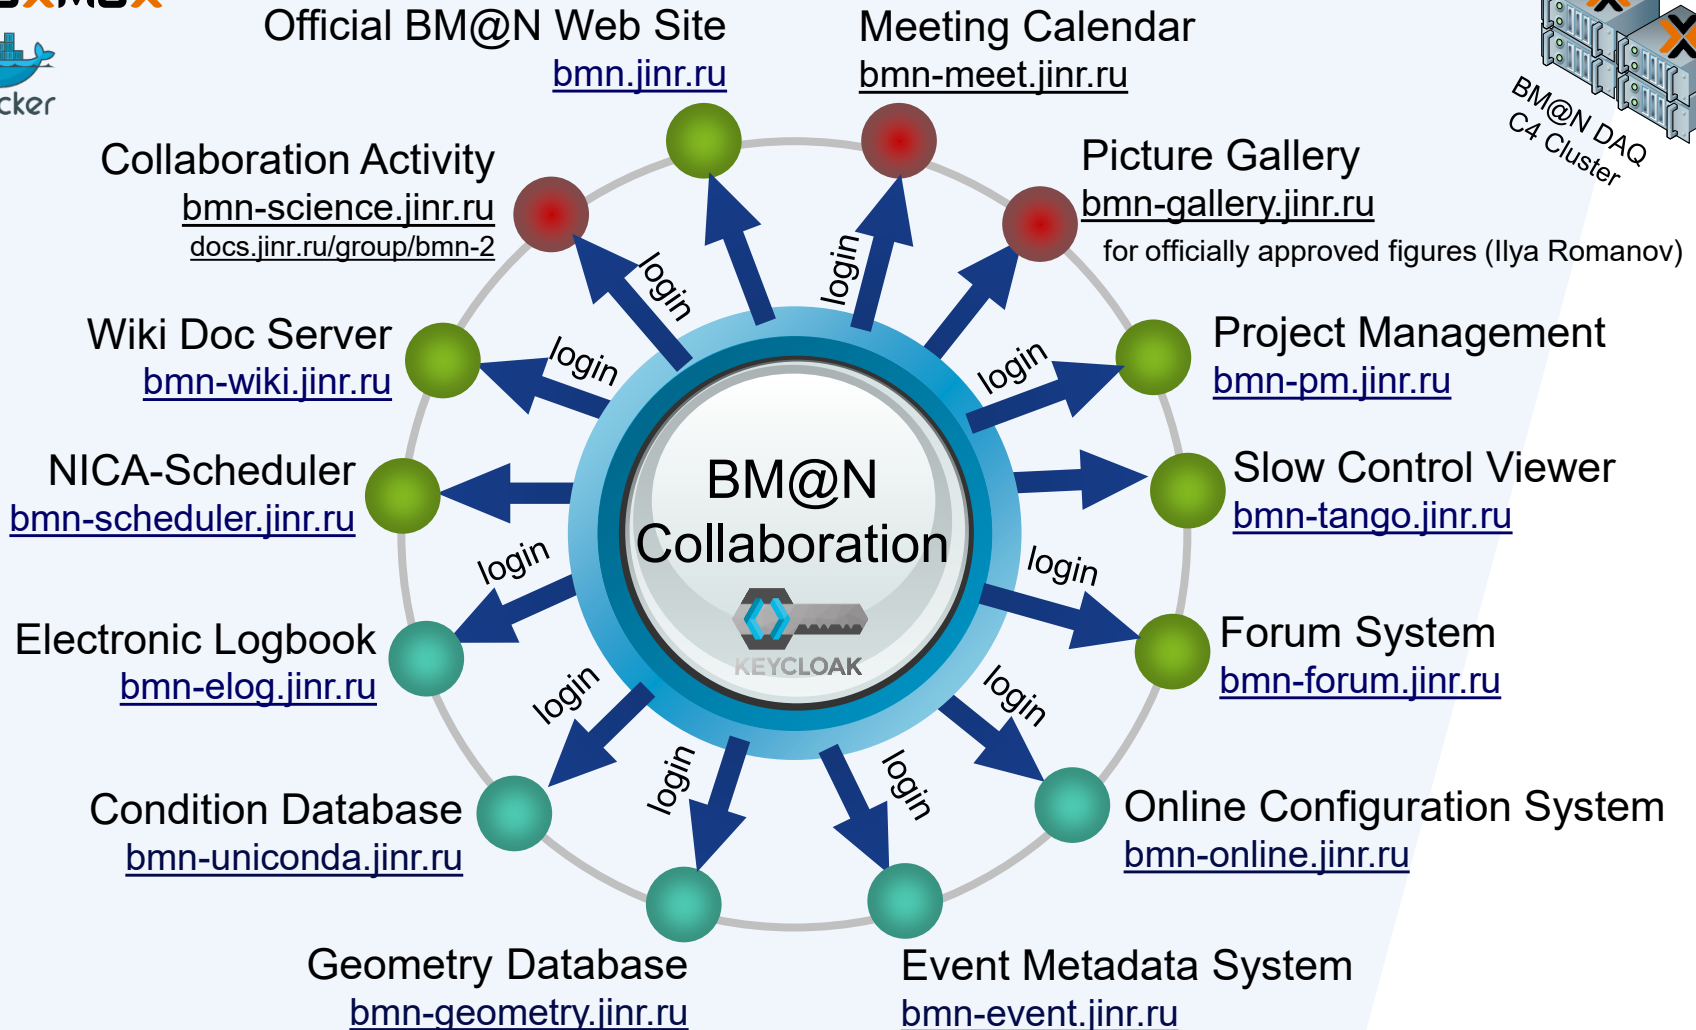 Official BM@N Web Site
bmn.jinr.ru
Meeting Calendar
bmn-meet.jinr.ru
BM@N DAQ
C4 Cluster
Collaboration Activity
bmn-science.jinr.ru
docs.jinr.ru/group/bmn-2
Picture Gallery
bmn-gallery.jinr.ru
for officially approved figures (Ilya Romanov)
login
login
Wiki Doc Server
bmn-wiki.jinr.ru
login
login
Project Management
bmn-pm.jinr.ru
NICA-Scheduler
bmn-scheduler.jinr.ru
BM@N
Collaboration
KEYCLOAK
Slow Control Viewer
bmn-tango.jinr.ru
login
login
Electronic Logbook
bmn-elog.jinr.ru
Forum System
bmn-forum.jinr.ru
login
login
Condition Database
bmn-uniconda.jinr.ru
login
login
Online Configuration System
bmn-online.jinr.ru
Geometry Database
bmn-geometry.jinr.ru
Event Metadata System
bmn-event.jinr.ru